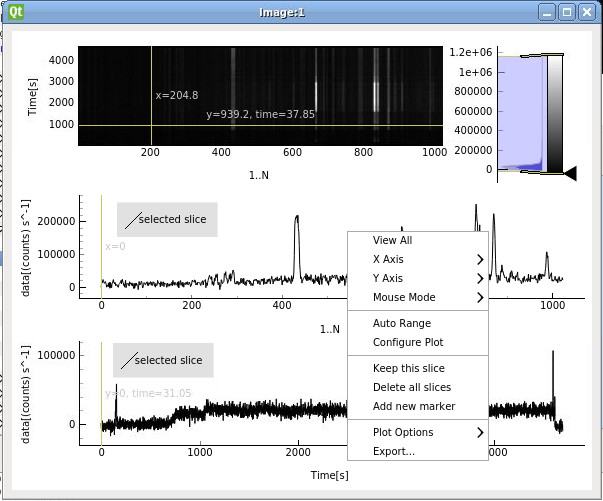 Qt
Image:1
4000
3000
2000
1000
Time[s]
x=204.8
y=939.2, time=37.85
200
400
600
800
1000
1..N
1.2e+06
1e+06
800000
600000
400000
200000
0
200000
100000
0
data[(counts) s^-1]
selected slice
x=0
0
200
400
1000
1..N
View All
X Axis
Y Axis
Mouse Mode
Auto Range
Configure Plot
Keep this slice
Delete all slices
Add new marker
Plot Options
Export...
100000
0
data[(counts) s^-1]
selected slice
y=0, time=31.05
0
1000
2000
Time[s]